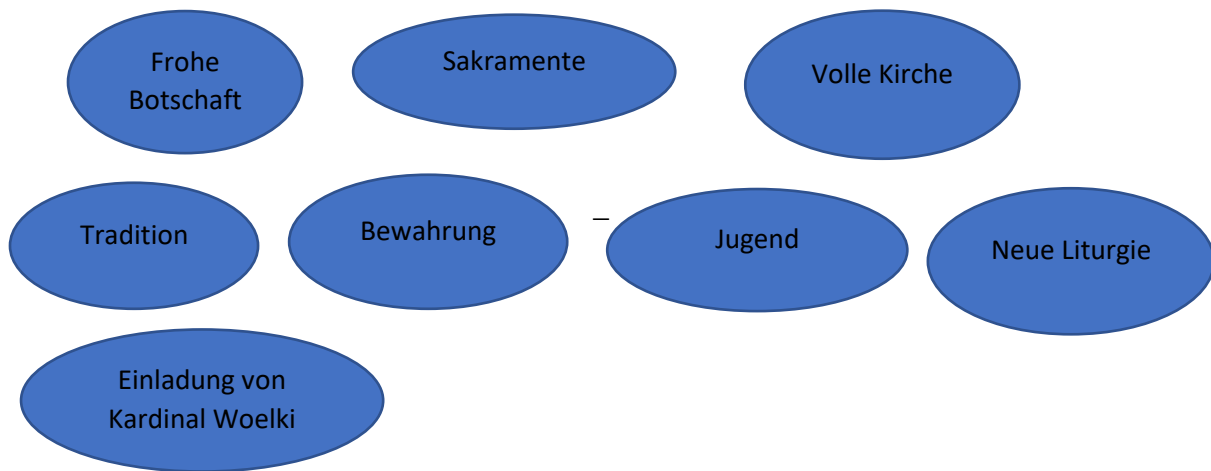 Frohe
Botschaft
Sakramente
Volle Kirche
Tradition
Bewahrung
–
Jugend
Neue Liturgie
Einladung von
Kardinal Woelki